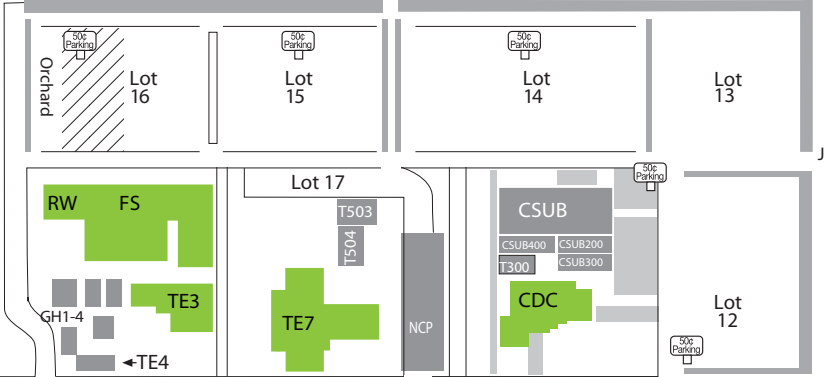 50¢
Parking
50¢
Parking
50¢
Parking
Orchard
Lot
16
Lot
15
Lot
14
Lot
13
J
50¢
Parking
Lot 17
RW
FS
T503
CSUB
T504
CSUB400
CSUB200
T300
CSUB300
TE3
CDC
GH1-4
TE7
NCP
Lot
12
50¢
Parking
TE4